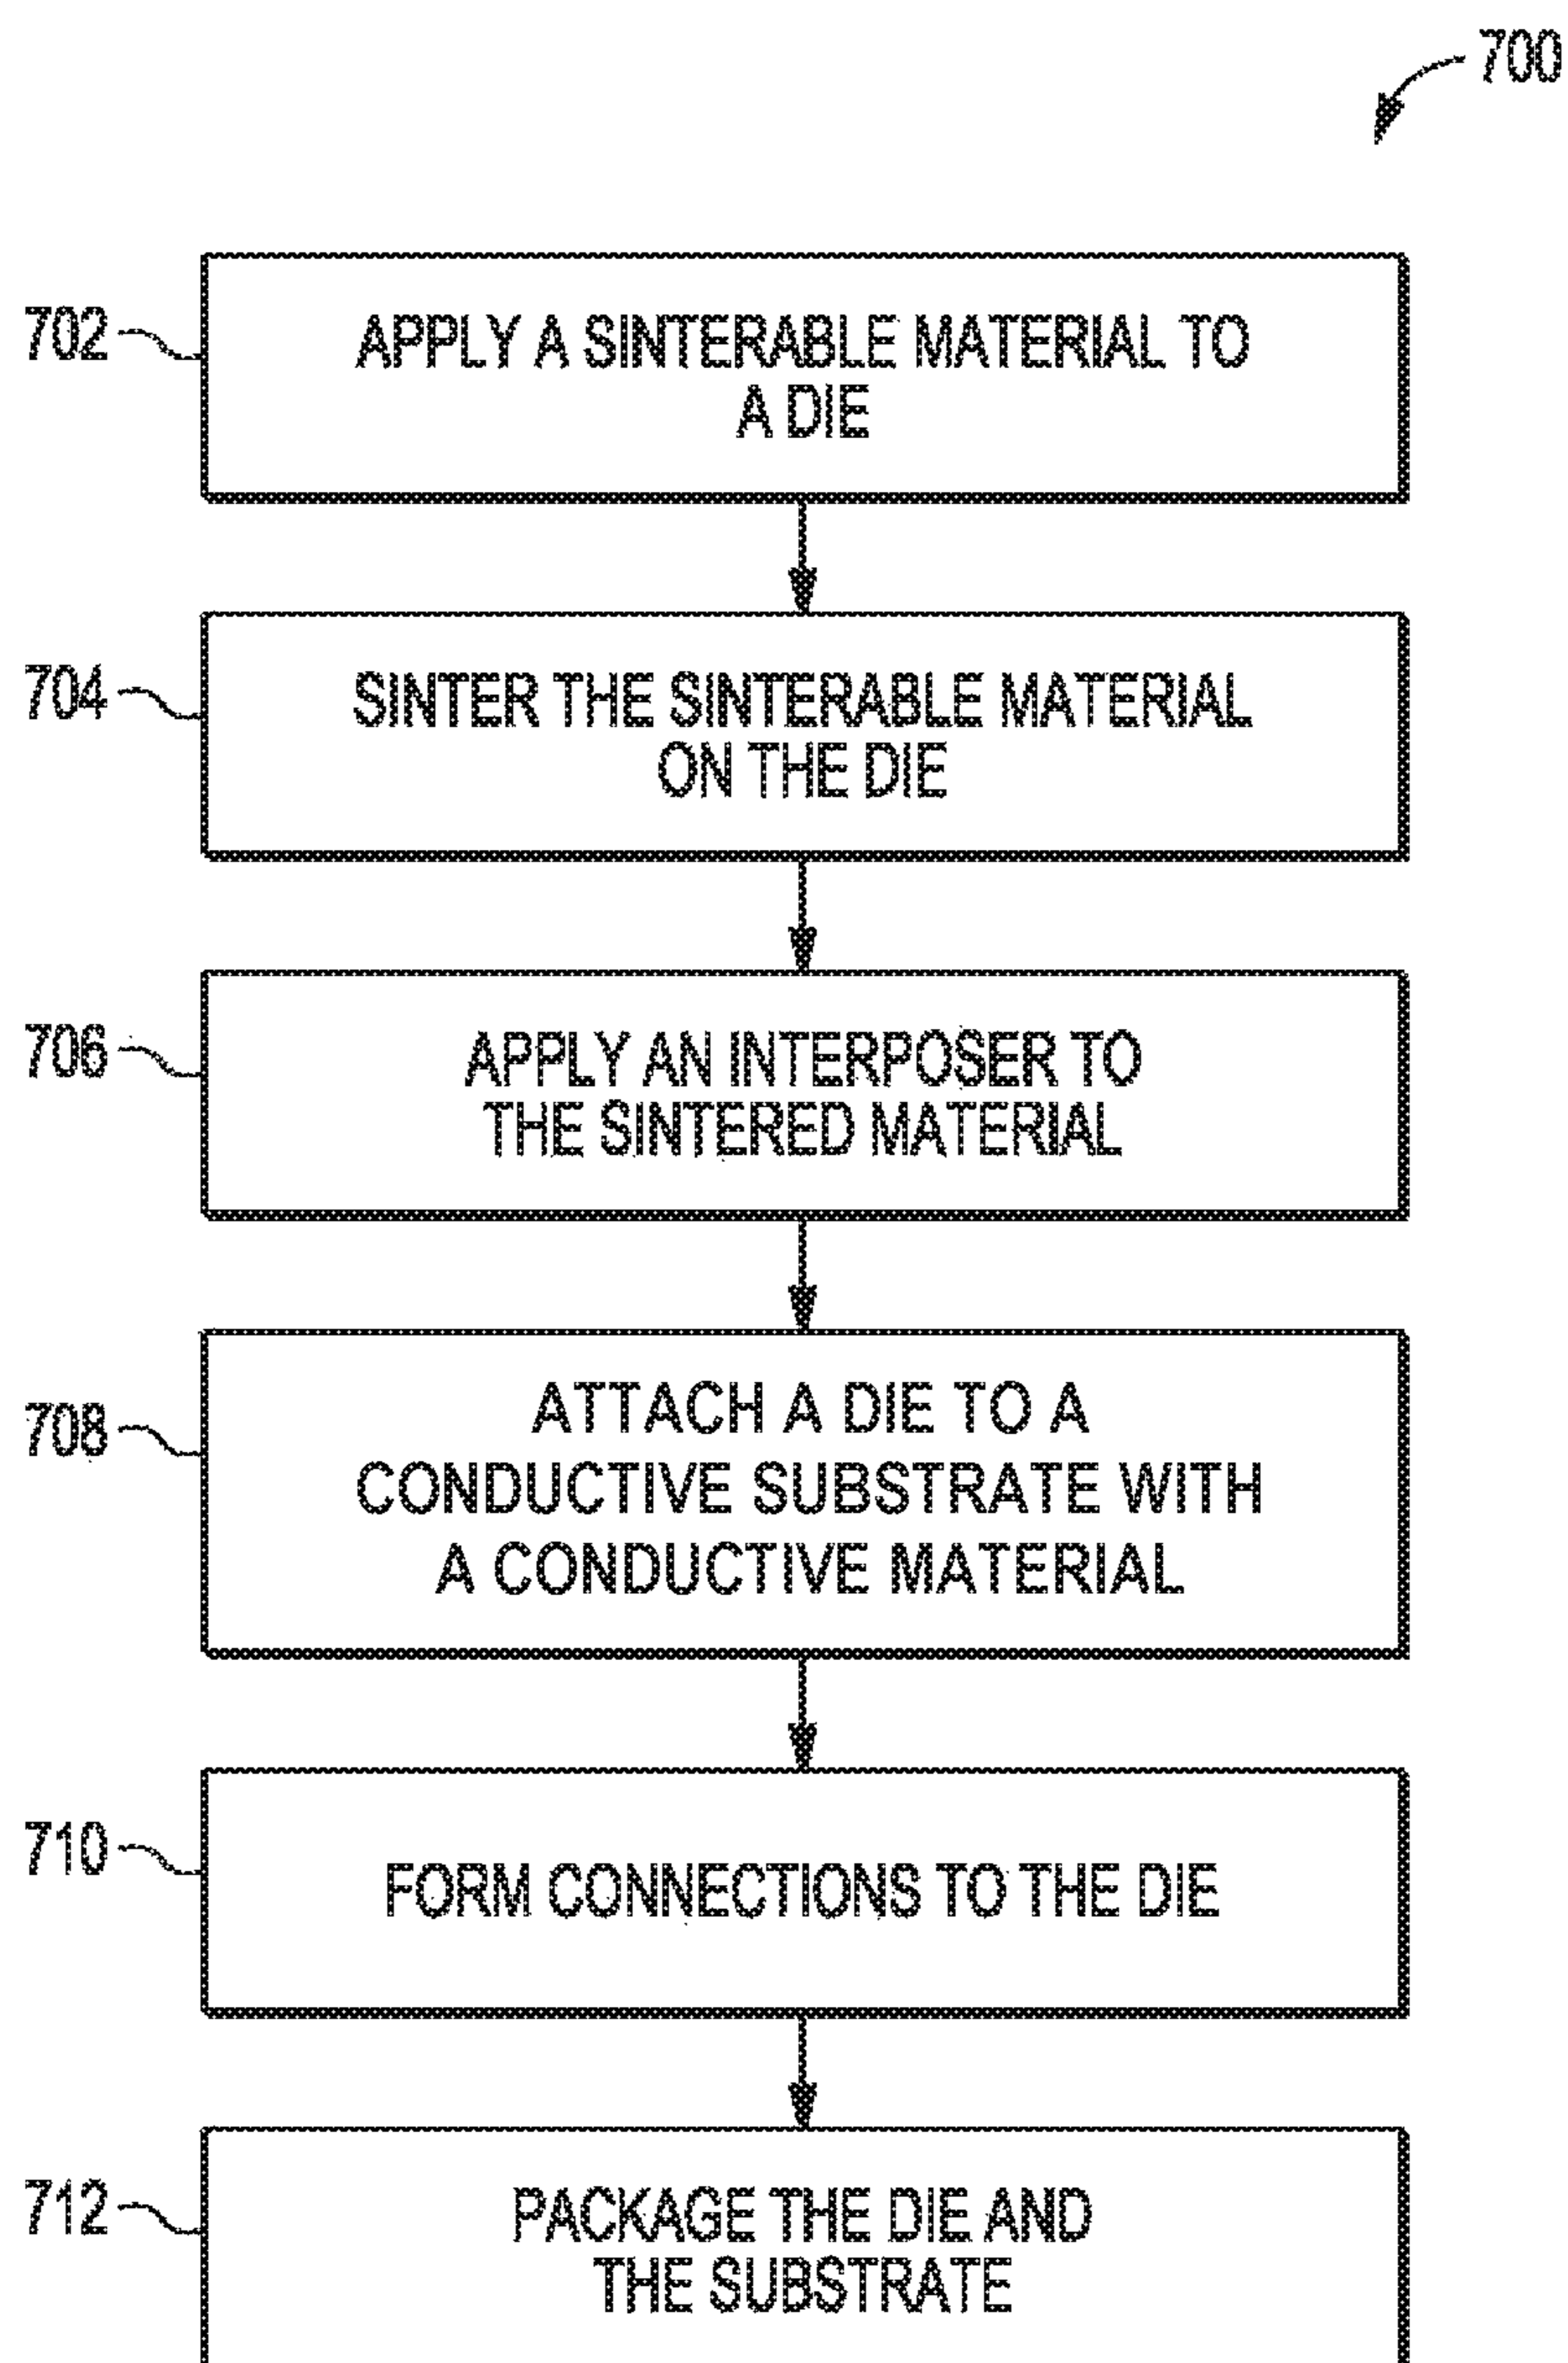 700
702
APPLY A SINTERABLE MATERIAL TO
A DIE
704
SINTER THE SINTERABLE MATERIAL
ON THE DIE
706
APPLY AN INTERPOSER TO
THE SINTERED MATERIAL
708
ATTACH A DIE TO A
CONDUCTIVE SUBSTRATE WITH
A CONDUCTIVE MATERIAL
710
FORM CONNECTIONS TO THE DIE
712
PACKAGE THE DIE AND
THE SUBSTRATE